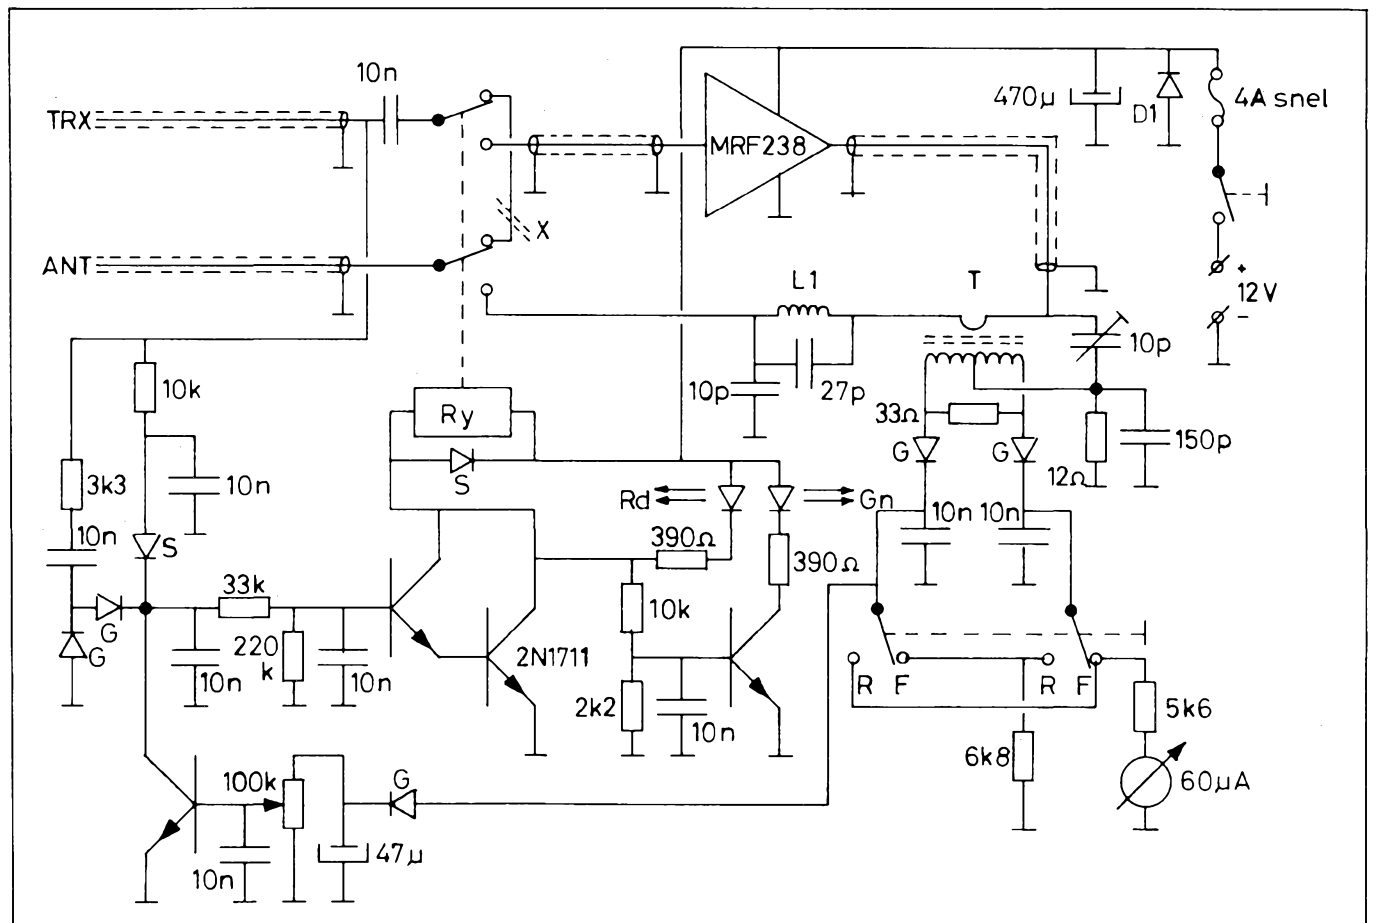 10n
TRX
MRF238
470μ
D1
4A snel
X
ANT
+
12V
-
L1
T
10p
10k
Ry
10p
27p
33Ω
150p
3k3
10n
S
G
G
12Ω
Rd
Gn
10n
S
390Ω
390Ω
10n
10n
33k
10k
G
G
220
k
10n
10n
2N1711
2k2
10n
R
F
R
F
5k6
6k8
100k
G
60μA
10n
47μ